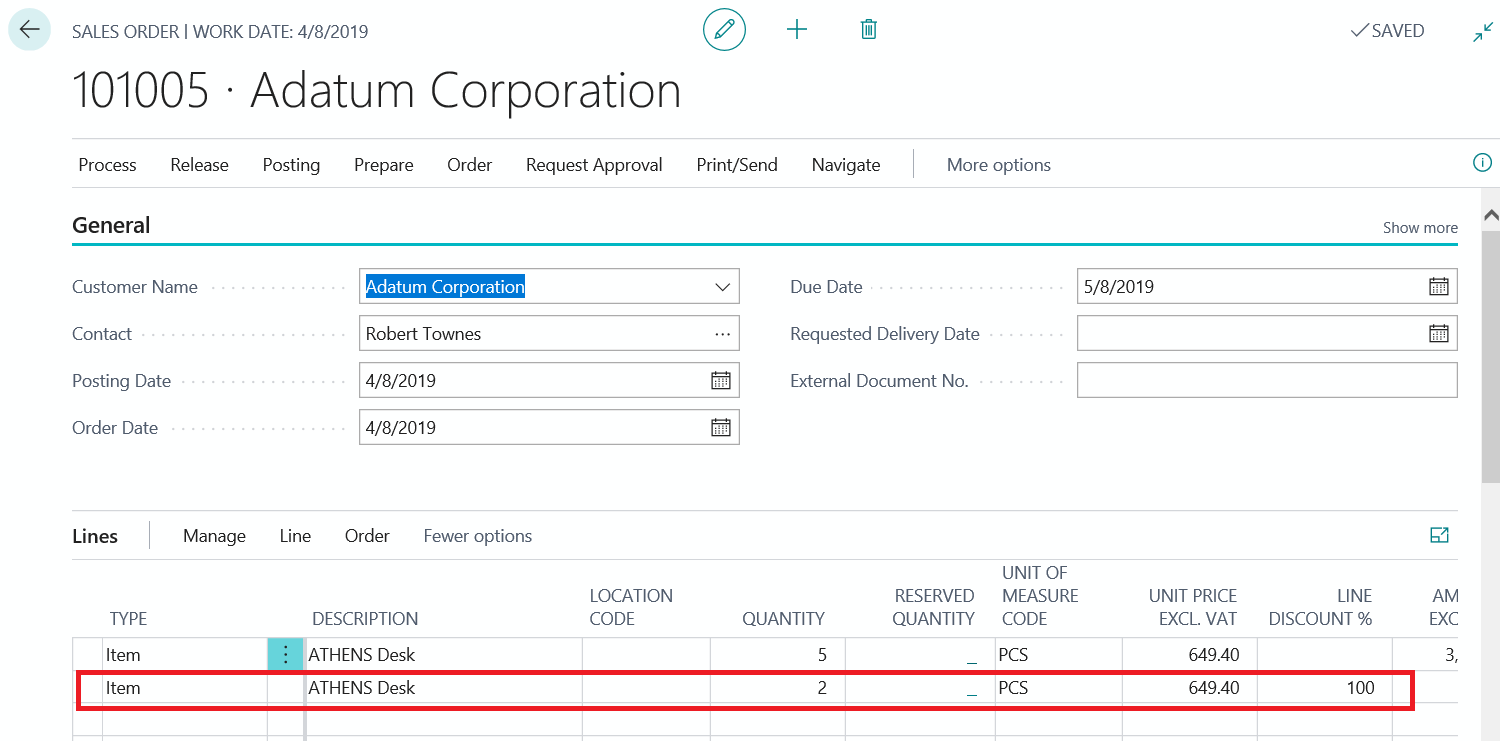 SALES ORDER | WORK DATE: 4/8/2019
✓SAVED
101005 · Adatum Corporation
Process Release Posting Prepare Order Request Approval Print/Send Navigate More options
General
Show more
Customer Name Adatum Corporation
Due Date 5/8/2019
Contact Robert Townes ...
Requested Delivery Date
Posting Date 4/8/2019
External Document No.
Order Date 4/8/2019
Lines Manage Line Order Fewer options
TYPE DESCRIPTION LOCATION CODE QUANTITY RESERVED QUANTITY UNIT OF MEASURE CODE UNIT PRICE EXCL. VAT LINE DISCOUNT % AM EXC
Item ATHENS Desk 5 _ PCS 649.40 3,
Item ATHENS Desk 2 _ PCS 649.40 100